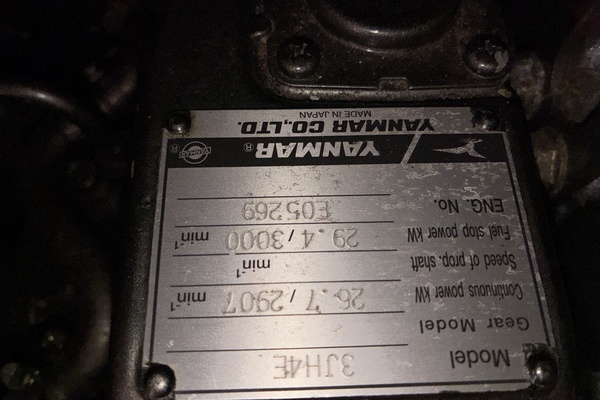 Model 3JH4E
Gear Model
Continuous power kW 26.7 / 2907 min-1
Speed of prop. shaft min-1
Fuel stop power kW 29.4 / 3000 min-1
ENG. No. E05269
YANMAR ® YANMAR ®
YANMAR CO.,LTD.
MADE IN JAPAN